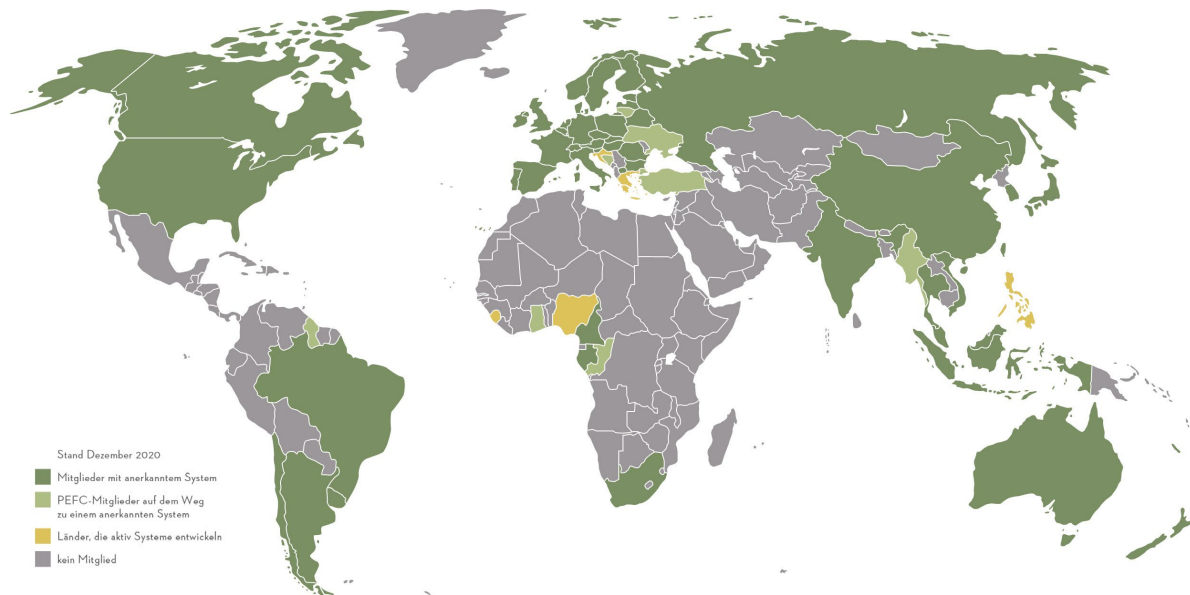 Stand Dezember 2020
Mitglieder mit anerkanntem System
PEFC-Mitglieder auf dem Weg
zu einem anerkannten System
Länder, die aktiv Systeme entwickeln
kein Mitglied